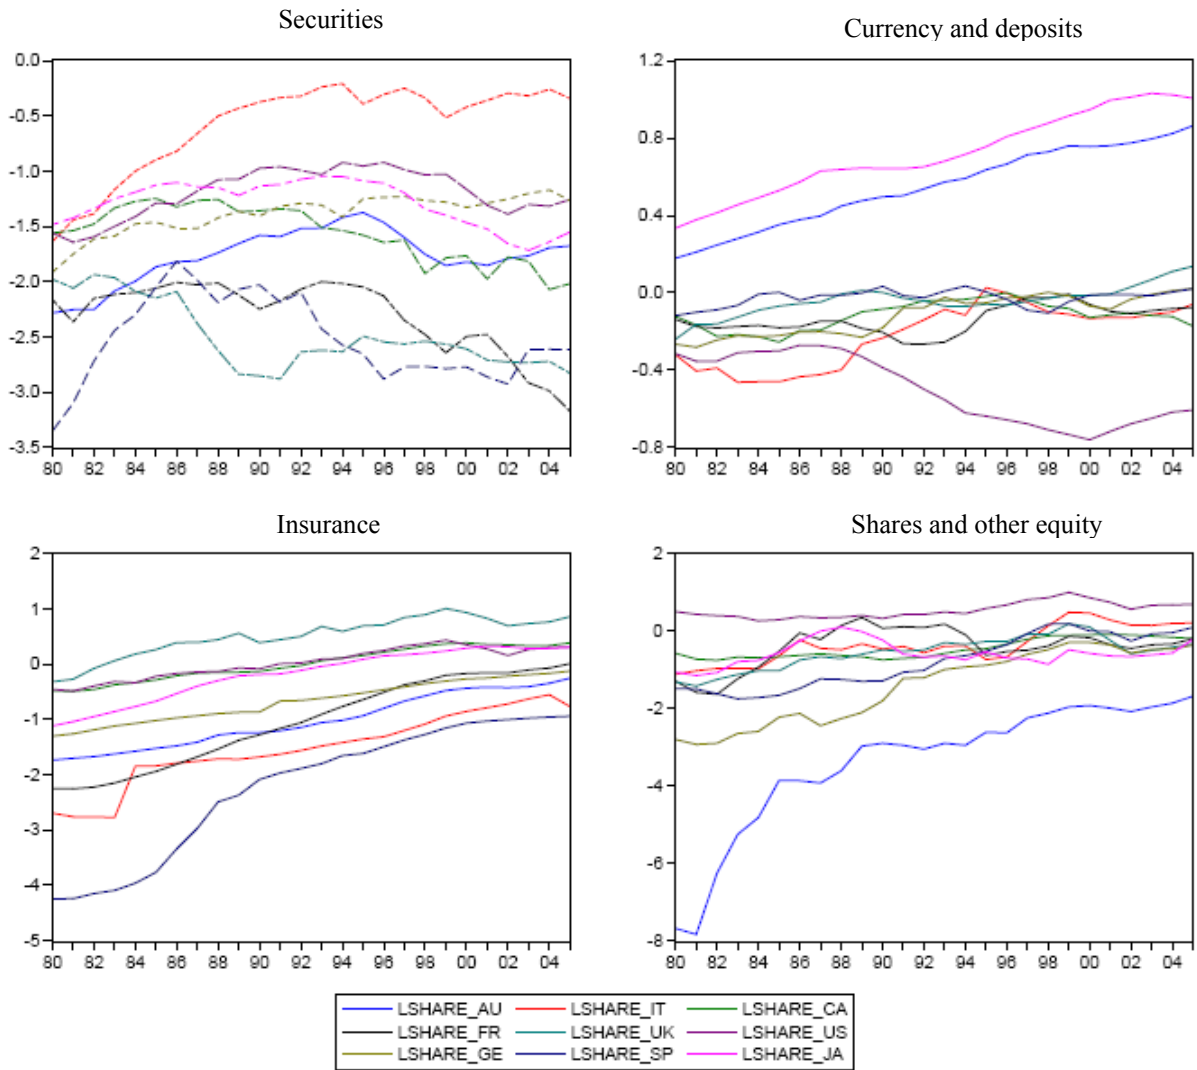 Securities
Currency and deposits
0.0
-0.5
-1.0
-1.5
-2.0
-2.5
-3.0
-3.5
80 82 84 86 88 90 92 94 96 98 00 02 04
1.2
0.8
0.4
0.0
-0.4
-0.8
80 82 84 86 88 90 92 94 96 98 00 02 04
Insurance
Shares and other equity
2
1
0
-1
-2
-3
-4
-5
80 82 84 86 88 90 92 94 96 98 00 02 04
2
0
-2
-4
-6
-8
80 82 84 86 88 90 92 94 96 98 00 02 04
LSHARE_AU LSHARE_IT LSHARE_CA
LSHARE_FR LSHARE_UK LSHARE_US
LSHARE_GE LSHARE_SP LSHARE_JA